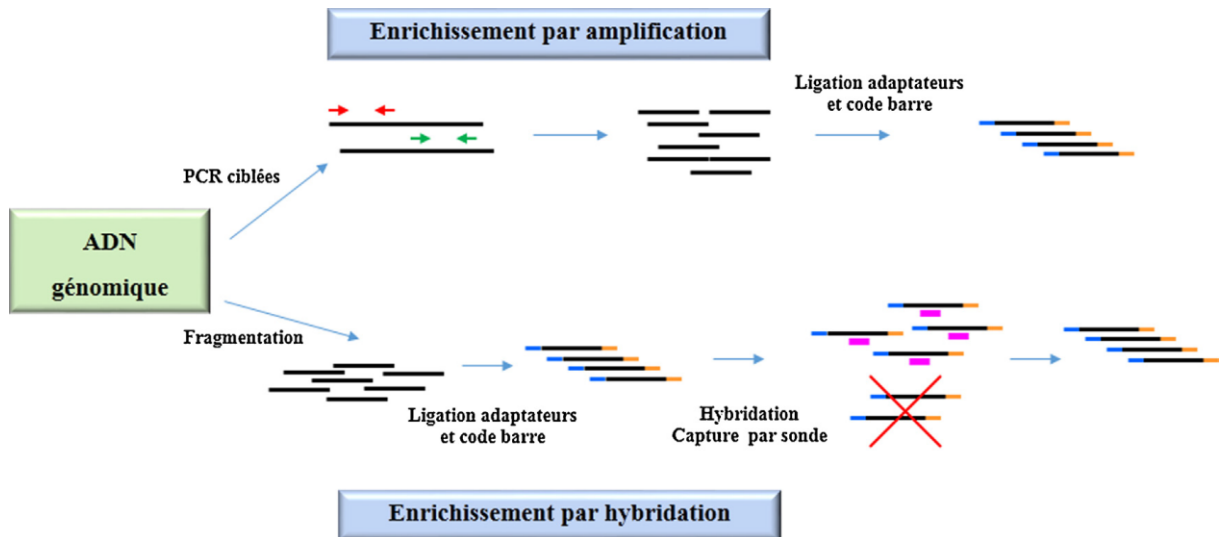 Enrichissement par amplification
Ligation adaptateurs
et code barre
PCR ciblées
ADN
génomique
Fragmentation
Ligation adaptateurs
et code barre
Hybridation
Capture par sonde
Enrichissement par hybridation